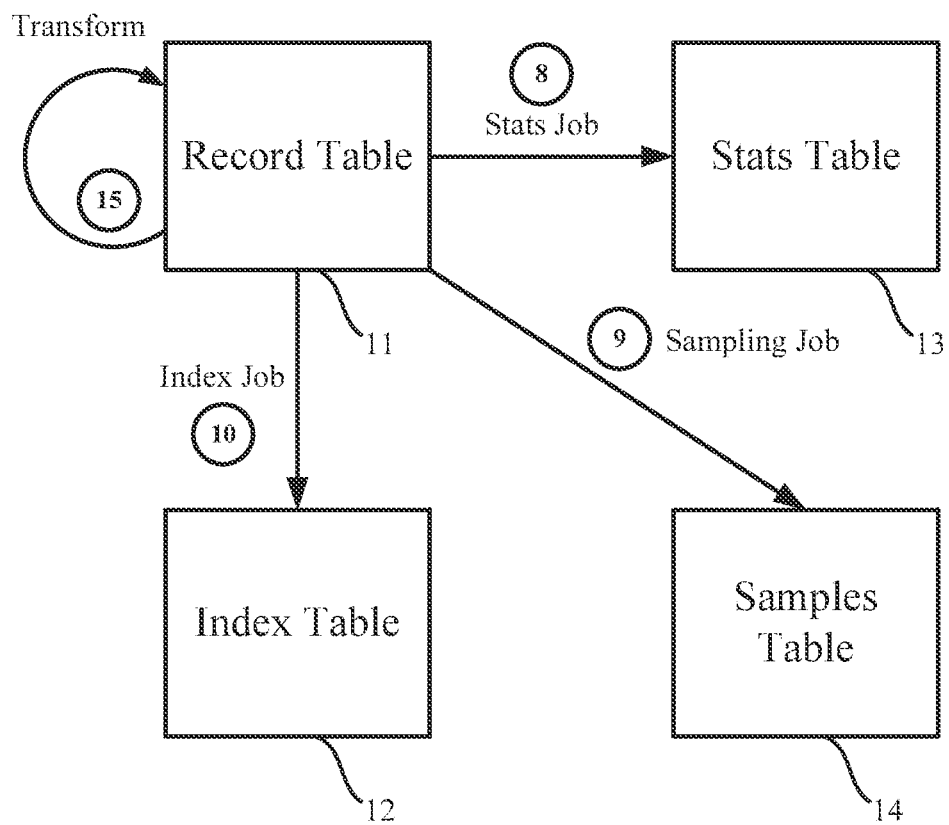 Transform
15
Record Table
11
8
Stats Job
Stats Table
13
9
Sampling Job
Index Job
10
Index Table
12
Samples
Table
14